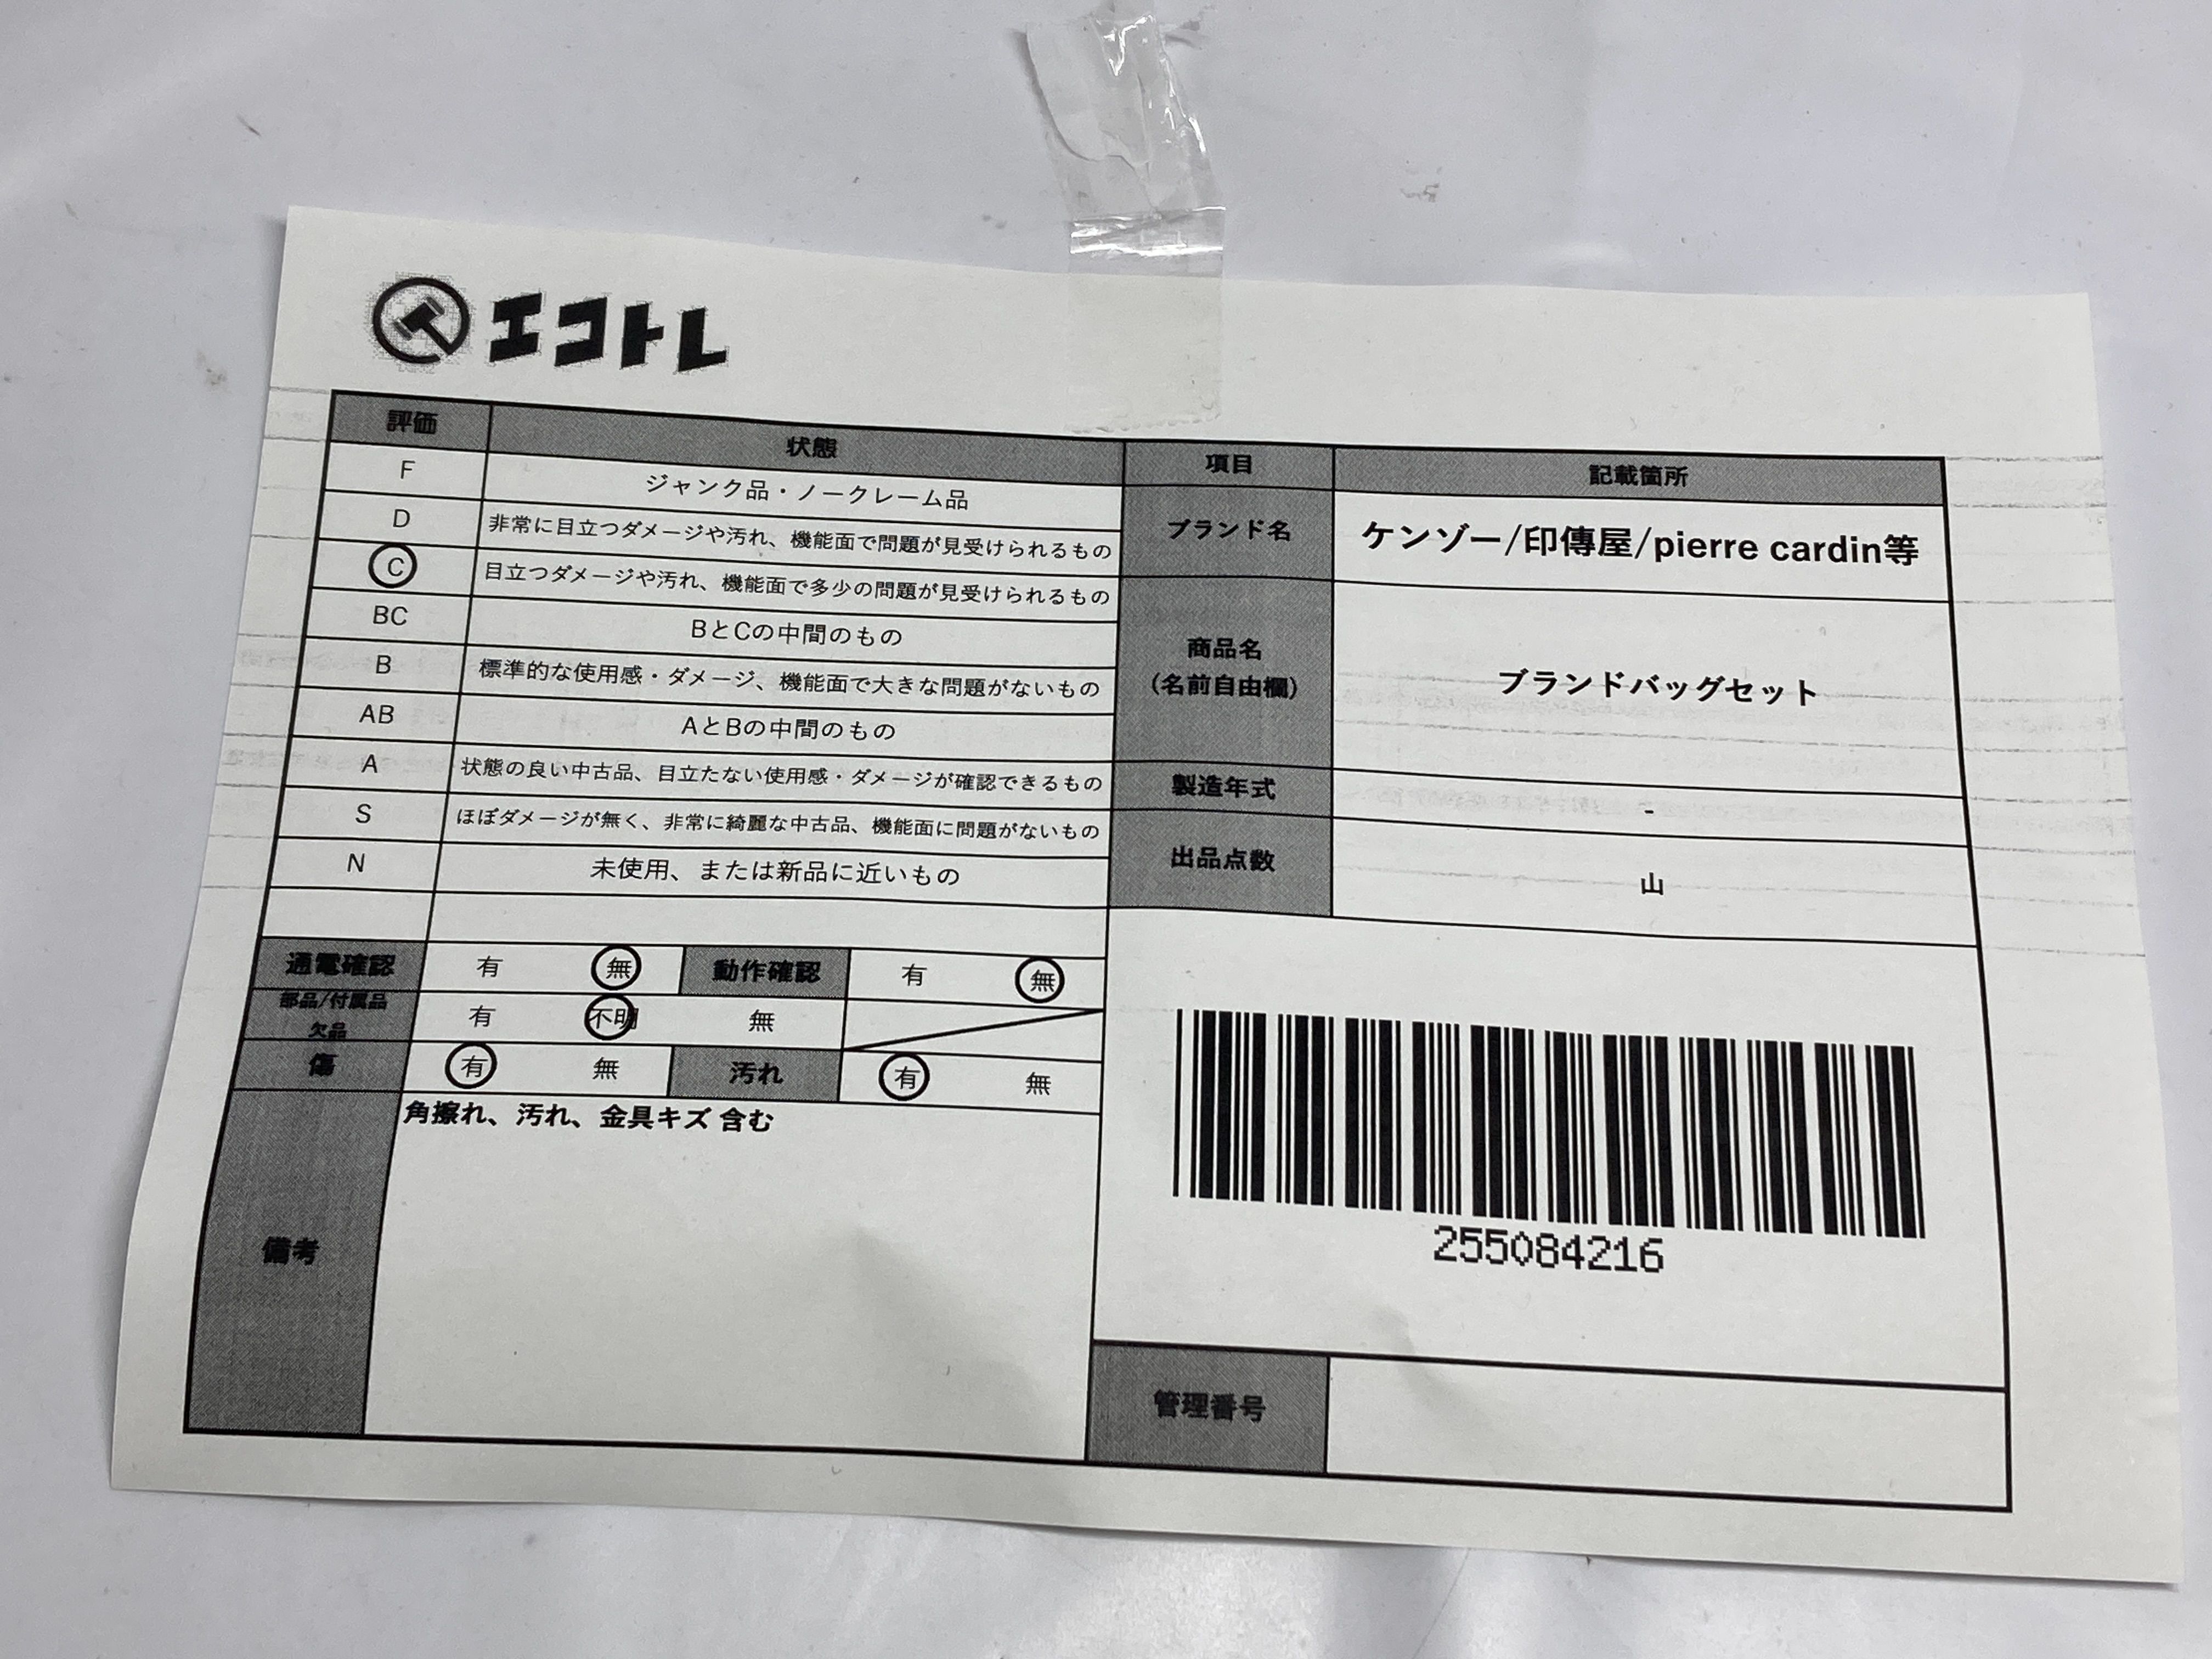 エコトレ
評価 状態
F ジャンク品・ノークレーム品
D 非常に目立つダメージや汚れ、機能面で問題が見受けられるもの
C 目立つダメージや汚れ、機能面で多少の問題が見受けられるもの
BC BとCの中間のもの
B 標準的な使用感・ダメージ、機能面で大きな問題がないもの
AB AとBの中間のもの
A 状態の良い中古品、目立たない使用感・ダメージが確認できるもの
S ほぼダメージが無く、非常に綺麗な中古品、機能面に問題がないもの
N 未使用、または新品に近いもの
通電確認 有 無 動作確認 有 無
部品/付属品
欠品 有 不明 無
傷 有 無 汚れ 有 無
備考 角擦れ、汚れ、金具キズ 含む
項目 記載箇所
ブランド名 ケンゾー/印傳屋/pierre cardin等
商品名
(名前自由欄) ブランドバッグセット
製造年式 -
出品点数 山
255084216
管理番号